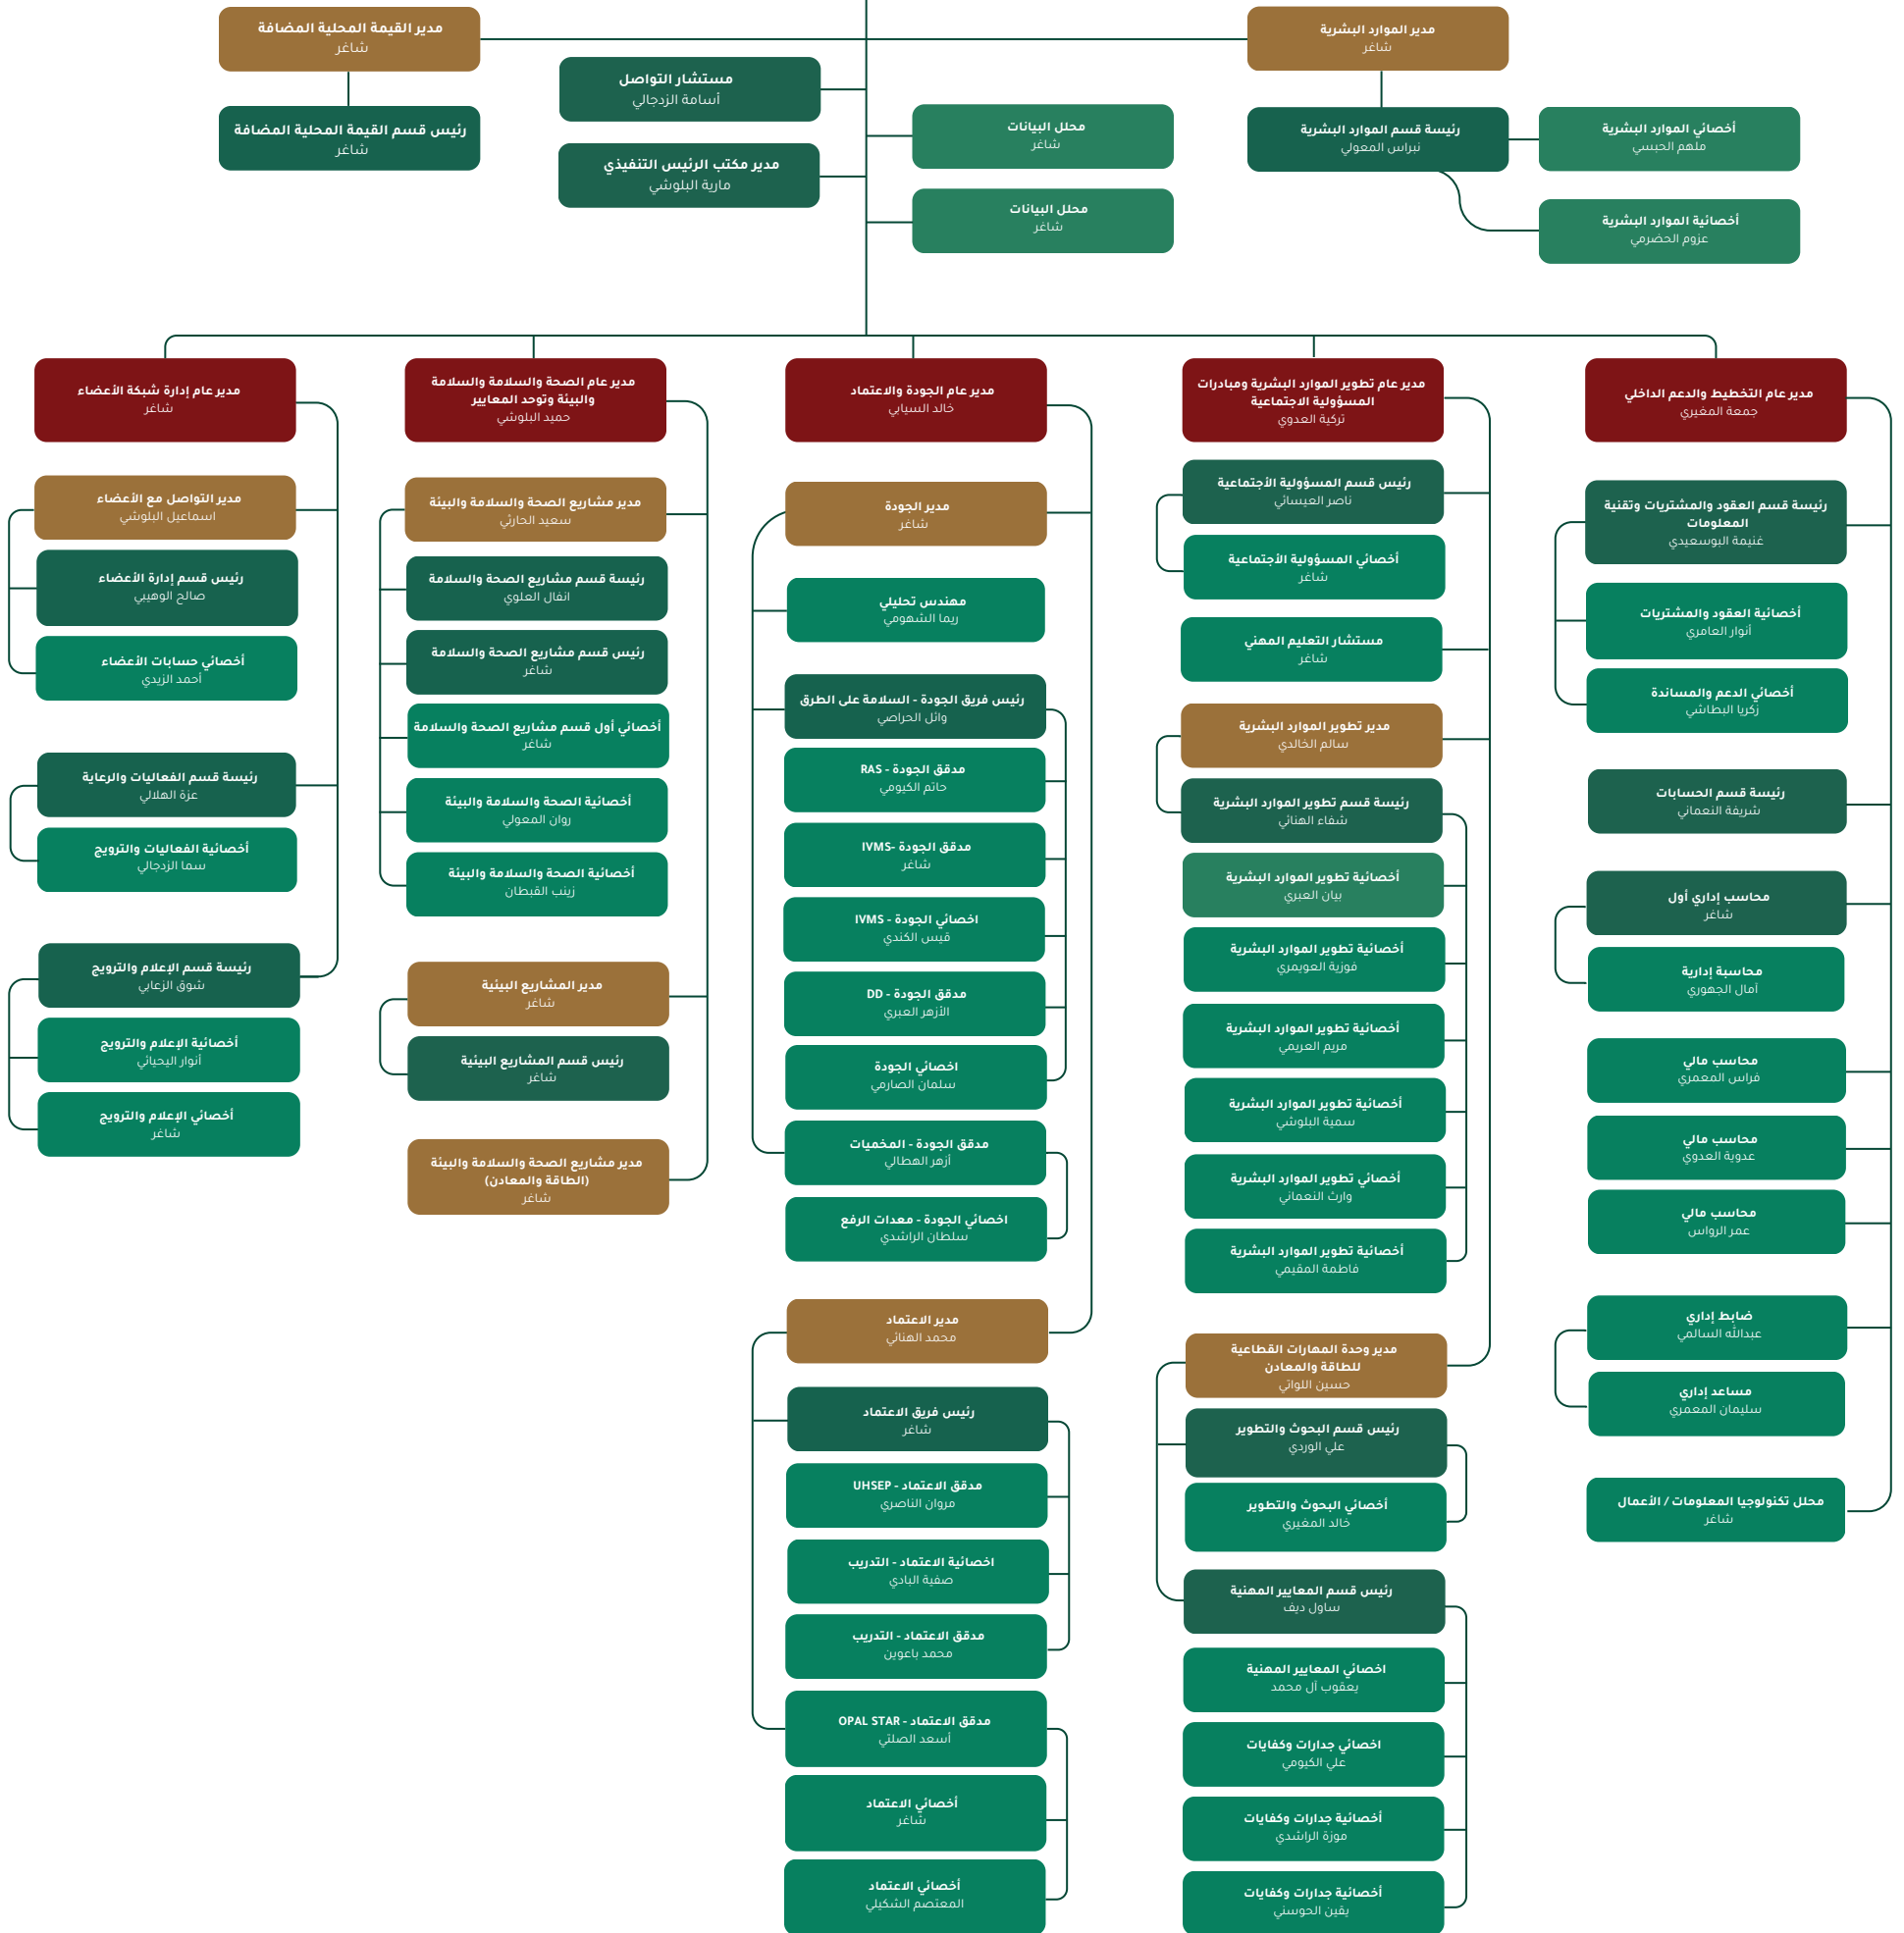 مدير الموارد البشرية
شاغر
رئيسة قسم الموارد البشرية
نبراس المعولي
أخصائي الموارد البشرية
ملهم الحبسي
أخصائية الموارد البشرية
عزوم الحضرمي
مدير القيمة المحلية المضافة
شاغر
رئيس قسم القيمة المحلية المضافة
شاغر
مستشار التواصل
أسامة الزدجالي
مدير مكتب الرئيس التنفيذي
مارية البلوشي
محلل البيانات
شاغر
محلل البيانات
شاغر
مدير عام التخطيط والدعم الداخلي
جمعة المغيري
رئيسة قسم العقود والمشتريات وتقنية
المعلومات
غنيمة البوسعيدي
أخصائية العقود والمشتريات
أنوار العامري
أخصائي الدعم والمساندة
زكريا البطاشي
رئيسة قسم الحسابات
شريفة النعماني
محاسب إداري أول
شاغر
محاسبة إدارية
آمال الجهوري
محاسب مالي
فراس المعمري
محاسب مالي
عدوية العدوي
محاسب مالي
عمر الرواس
ضابط إداري
عبدالله السالمي
مساعد إداري
سليمان المعمري
محلل تكنولوجيا المعلومات / الأعمال
شاغر
مدير عام تطوير الموارد البشرية ومبادرات
المسؤولية الاجتماعية
تركية العدوي
رئيس قسم المسؤولية الأجتماعية
ناصر العيسائي
أخصائي المسؤولية الأجتماعية
شاغر
مستشار التعليم المهني
شاغر
مدير تطوير الموارد البشرية
سالم الخالدي
رئيسة قسم تطوير الموارد البشرية
شفاء الهنائي
أخصائية تطوير الموارد البشرية
بيان العبري
أخصائية تطوير الموارد البشرية
فوزية العويمري
أخصائية تطوير الموارد البشرية
مريم العريمي
أخصائية تطوير الموارد البشرية
سمية البلوشي
أخصائي تطوير الموارد البشرية
وارث النعماني
أخصائية تطوير الموارد البشرية
فاطمة المقيمي
مدير وحدة المهارات القطاعية
للطاقة والمعادن
حسين اللواتي
رئيس قسم البحوث والتطوير
علي الوردي
أخصائي البحوث والتطوير
خالد المغيري
رئيس قسم المعايير المهنية
ساول ديف
اخصائي المعايير المهنية
يعقوب آل محمد
اخصائي جدارات وكفايات
علي الكيومي
أخصائية جدارات وكفايات
موزة الراشدي
أخصائية جدارات وكفايات
يقين الحوسني
مدير عام الجودة والاعتماد
خالد السيابي
مدير الجودة
شاغر
مهندس تحليلي
ريما الشهومي
رئيس فريق الجودة - السلامة على الطرق
وائل الحراصي
مدقق الجودة - RAS
حاتم الكيومي
مدقق الجودة -IVMS
شاغر
اخصائي الجودة - IVMS
قيس الكندي
مدقق الجودة - DD
الأزهر العبري
اخصائي الجودة
سلمان الصارمي
مدقق الجودة - المخميات
أزهر الهطالي
اخصائي الجودة - معدات الرفع
سلطان الراشدي
مدير الاعتماد
محمد الهنائي
رئيس فريق الاعتماد
شاغر
مدقق الاعتماد - UHSEP
مروان الناصري
اخصائية الاعتماد - التدريب
صفية البادي
مدقق الاعتماد - التدريب
محمد باعوين
مدقق الاعتماد - OPAL STAR
أسعد الصلتي
أخصائي الاعتماد
شاغر
أخصائي الاعتماد
المعتصم الشكيلي
مدير عام الصحة والسلامة والسلامة
والبيئة وتوحد المعايير
حميد البلوشي
مدير مشاريع الصحة والسلامة والبيئة
سعيد الحارثي
رئيسة قسم مشاريع الصحة والسلامة
انفال العلوي
رئيس قسم مشاريع الصحة والسلامة
شاغر
أخصائي أول قسم مشاريع الصحة والسلامة
شاغر
أخصائية الصحة والسلامة والبيئة
روان المعولي
أخصائية الصحة والسلامة والبيئة
زينب القبطان
مدير المشاريع البيئية
شاغر
رئيس قسم المشاريع البيئية
شاغر
مدير مشاريع الصحة والسلامة والبيئة
(الطاقة والمعادن)
شاغر
مدير عام إدارة شبكة الأعضاء
شاغر
مدير التواصل مع الأعضاء
اسماعيل البلوشي
رئيس قسم إدارة الأعضاء
صالح الوهيبي
أخصائي حسابات الأعضاء
أحمد الزيدي
رئيسة قسم الفعاليات والرعاية
عزة الهلالي
أخصائية الفعاليات والترويج
سما الزدجالي
رئيسة قسم الإعلام والترويج
شوق الزعابي
أخصائية الإعلام والترويج
أنوار اليحيائي
أخصائي الإعلام والترويج
شاغر